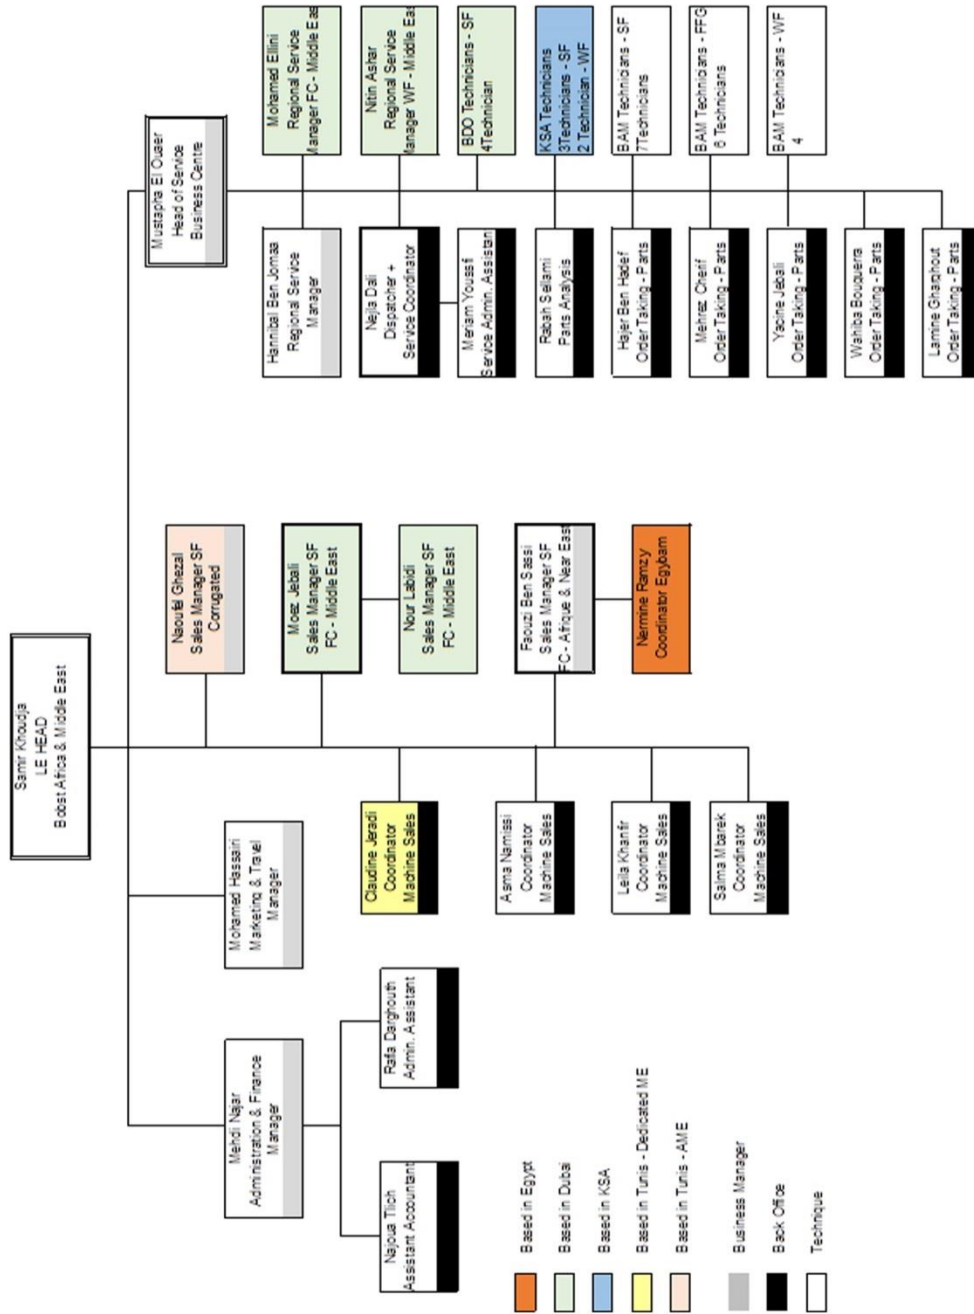 Samir Khoudja
LE HEAD
Bobst Africa & Middle East
Mehdi Najar
Administration & Finance
Manager
Najoua Tlich
Assistant Accountant
Rafia Darghouth
Admin. Assistant
Mohamed Hassairi
Marketing & Travel
Manager
Naoufel Ghezal
Sales Manager SF
Corrugated
Moez Jebali
Sales Manager SF
FC - Middle East
Nour Labidi
Sales Manager SF
FC - Middle East
Faouzi Ben Sassi
Sales Manager SF
FC - Afrique & Near East
Nermine Ramzy
Coordinator Egybam
Claudine Jeradi
Coordinator
Machine Sales
Asma Namissi
Coordinator
Machine Sales
Leila Khanfir
Coordinator
Machine Sales
Salma Mbarek
Coordinator
Machine Sales
Mustapha El Ouaer
Head of Service
Business Centre
Hannibal Ben Jomaa
Regional Service
Manager
Nejla Dali
Dispatcher +
Service Coordinator
Meriam Youssfi
Service Admin. Assistan
Rabah Sellami
Parts Analysis
Hajer Ben Hadef
Order Taking - Parts
Mehrez Cherif
Order Taking - Parts
Yacine Jebali
Order Taking - Parts
Wahiba Bouguerra
Order Taking - Parts
Lamine Gharghout
Order Taking - Parts
Mohamed Ellini
Regional Service
Manager FC - Middle Eas
Nitin Ashar
Regional Service
Manager WF - Middle Eas
BDO Technicians - SF
4Technician
KSA Technicians
3Technicians - SF
2 Technician - WF
BAM Technicians - SF
7Technicians
BAM Technicians - FFG
6 Technicians
BAM Technicians - WF
4
Based in Egypt
Based in Dubai
Based in KSA
Based in Tunis - Dedicated ME
Based in Tunis - AME
Business Manager
Back Office
Technique